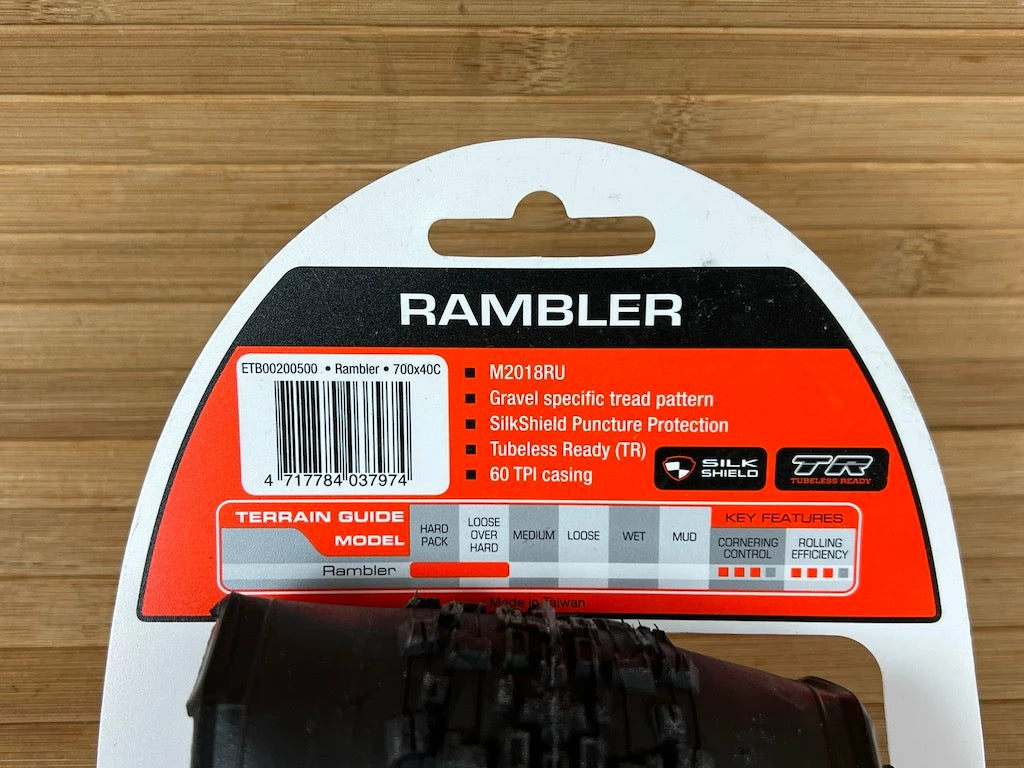 RAMBLER
ETB00200500 • Rambler • 700x40C
4 717784 037974
■ M2018RU
■ Gravel specific tread pattern
■ SilkShield Puncture Protection
■ Tubeless Ready (TR)
■ 60 TPI casing
SILK
SHIELD
TR
TUBELESS READY
TERRAIN GUIDE
MODEL
HARD
PACK
LOOSE
OVER
HARD
MEDIUM
LOOSE
WET
MUD
KEY FEATURES
CORNERING
CONTROL
ROLLING
EFFICIENCY
Rambler
Made in Taiwan